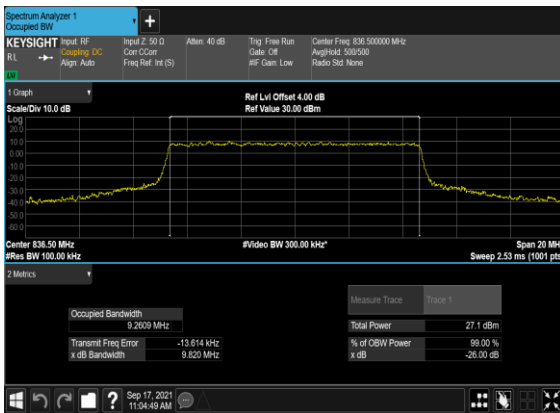 Spectrum Analyzer 1
Occupied BW
+
KEYSIGHT Input: RF Input Z: 50 Ω Atten: 40 dB Trig: Free Run Center Freq: 836.500000 MHz
RL Coupling: DC Corr CCorr Gate: Off Avg|Hold: 500/500
Align: Auto Freq Ref: Int (S) #IF Gain: Low Radio Std: None
LVI
1 Graph
Ref Lvl Offset 4.00 dB
Scale/Div 10.0 dB Ref Value 30.00 dBm
Log
20.0
10.0
0.00
-10.0
-20.0
-30.0
-40.0
-50.0
-60.0
Center 836.50 MHz #Video BW 300.00 kHz* Span 20 MH
#Res BW 100.00 kHz Sweep 2.53 ms (1001 pts
2 Metrics
Measure Trace Trace 1
Occupied Bandwidth
9.2609 MHz Total Power 27.1 dBm
Transmit Freq Error -13.614 kHz % of OBW Power 99.00 %
x dB Bandwidth 9.820 MHz x dB -26.00 dB
? Sep 17, 2021
11:04:49 AM